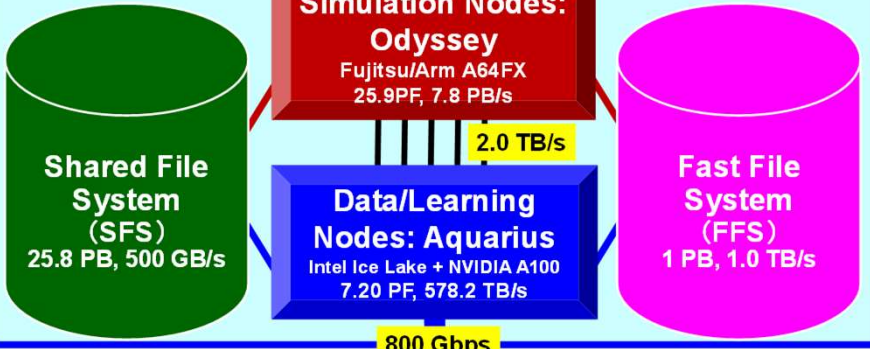 Simulation Nodes:
Odyssey
Fujitsu/Arm A64FX
25.9PF, 7.8 PB/s
2.0 TB/s
Shared File
System
（SFS）
25.8 PB, 500 GB/s
Data/Learning
Nodes: Aquarius
Intel Ice Lake + NVIDIA A100
7.20 PF, 578.2 TB/s
Fast File
System
（FFS）
1 PB, 1.0 TB/s
800 Gbps